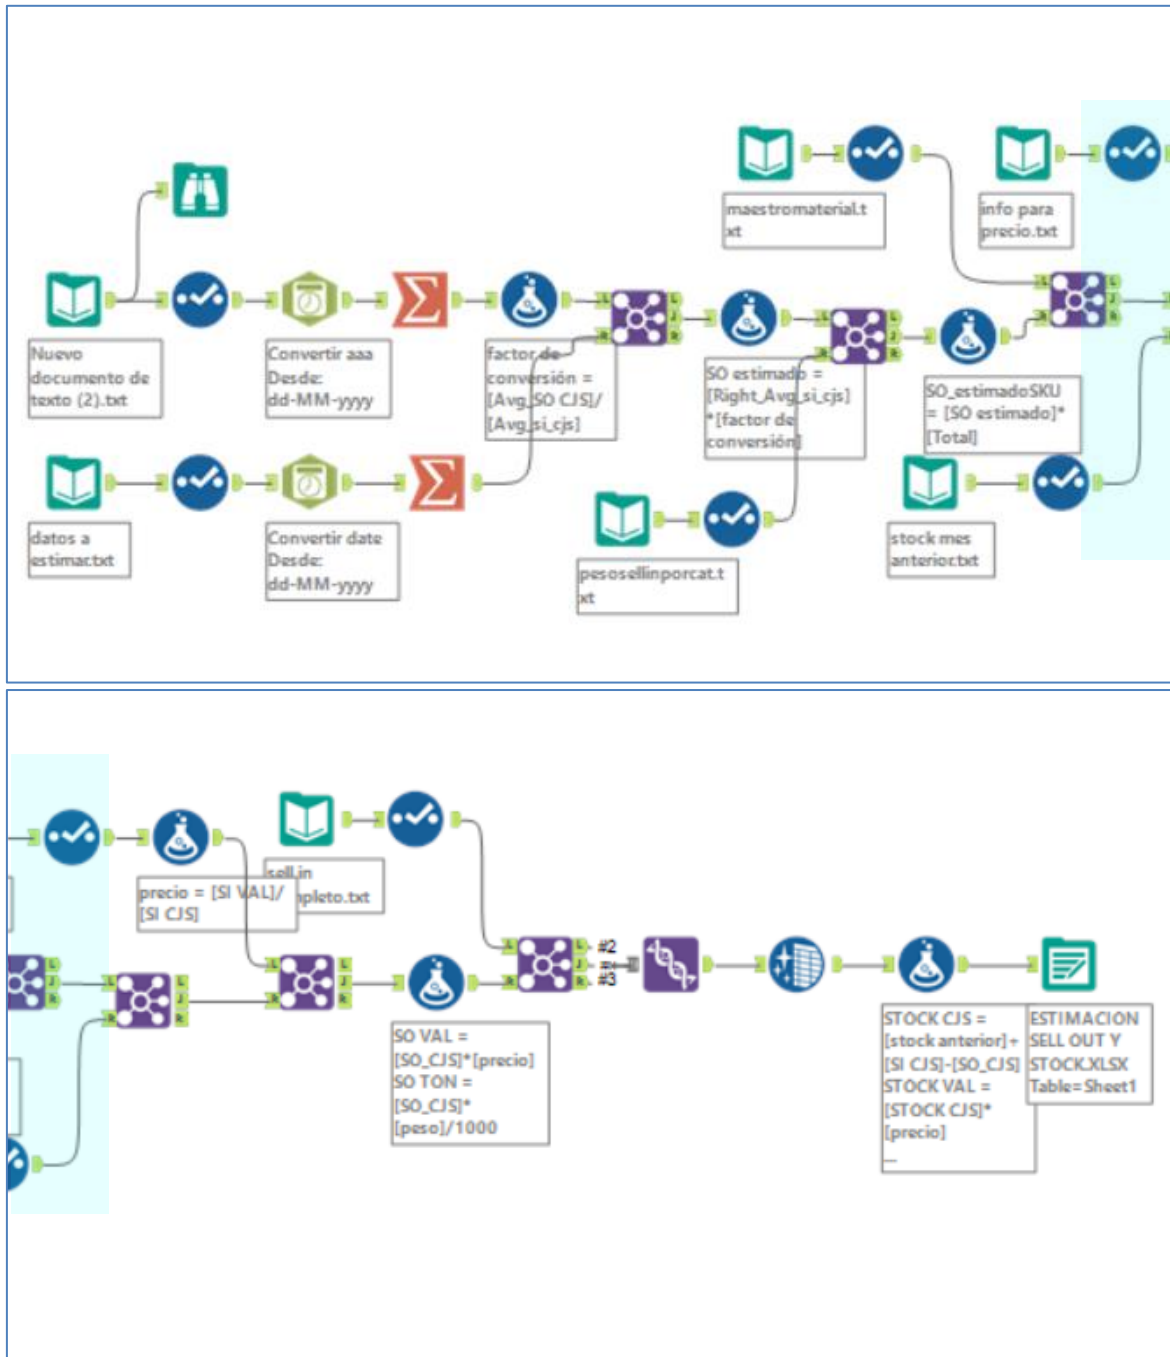 maestromaterial.t
xt
info para
precio.txt
Nuevo
documento de
texto (2).txt
Convertir aaa
Desde:
dd-MM-yyyy
factor de
conversión =
[Avg_SO CJS]/
[Avg_si_cjs]
SO estimado =
[Right_Avg_si_cjs]
*[factor de
conversión]
SO_estimadoSKU
= [SO estimado]*
[Total]
datos a
estimar.txt
Convertir date
Desde:
dd-MM-yyyy
pesosellinporcat.t
xt
stock mes
anterior.txt
L
J
R
L
R
L
J
R
L
R
L
J
R
L
R
precio = [SI VAL]/
[SI CJS]
sell in
npleto.txt
L
J
R
L
J
R
L
R
L
J
R
L
R
L
J
R
L
R
#2
#3
SO VAL =
[SO_CJS]*[precio]
SO TON =
[SO_CJS]*
[peso]/1000
STOCK CJS =
[stock anterior]+
[SI CJS]-[SO_CJS]
STOCK VAL =
[STOCK CJS]*
[precio]
...
ESTIMACION
SELL OUT Y
STOCK.XLSX
Table=Sheet1